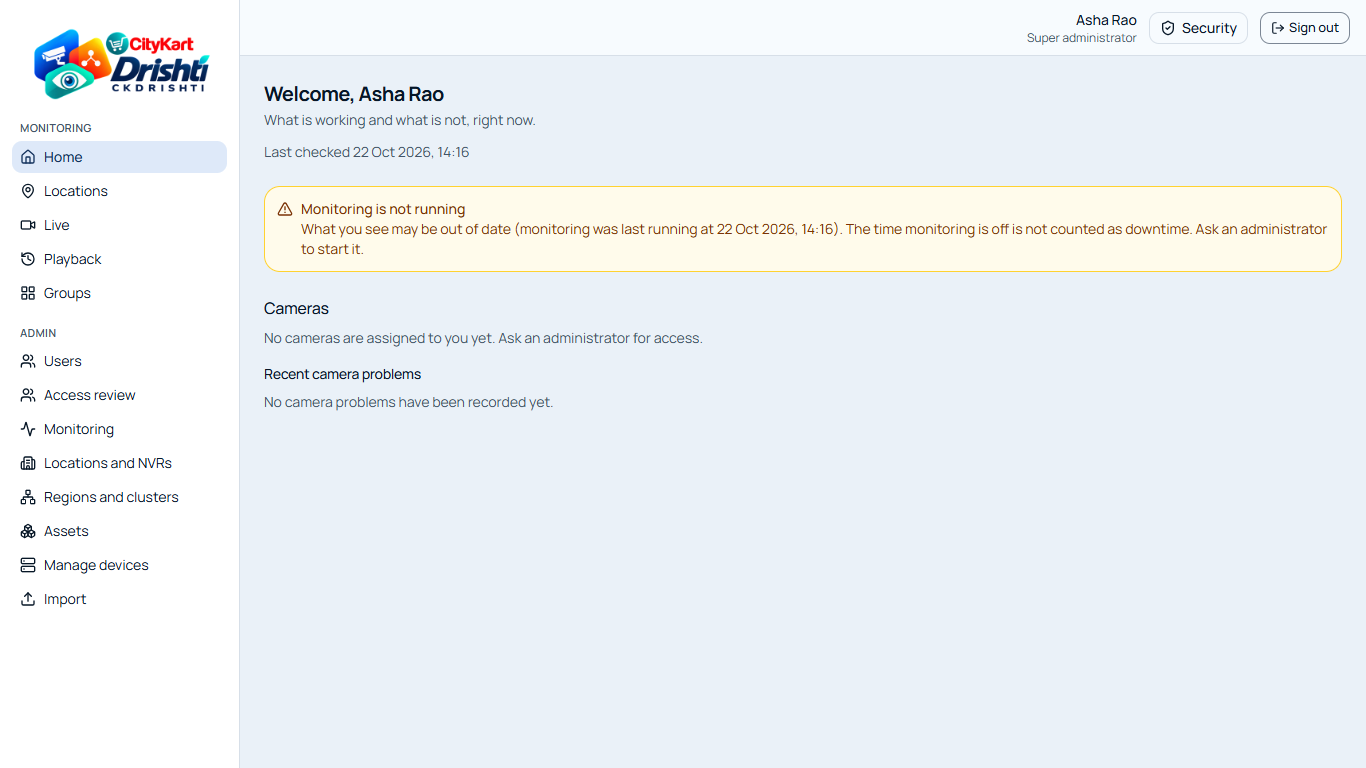 CityKart
Drishti
CKDRISHTI
MONITORING
Home
Locations
Live
Playback
Groups
ADMIN
Users
Access review
Monitoring
Locations and NVRs
Regions and clusters
Assets
Manage devices
Import
Asha Rao
Super administrator
Security
Sign out
Welcome, Asha Rao
What is working and what is not, right now.
Last checked 22 Oct 2026, 14:16
Monitoring is not running
What you see may be out of date (monitoring was last running at 22 Oct 2026, 14:16). The time monitoring is off is not counted as downtime. Ask an administrator
to start it.
Cameras
No cameras are assigned to you yet. Ask an administrator for access.
Recent camera problems
No camera problems have been recorded yet.